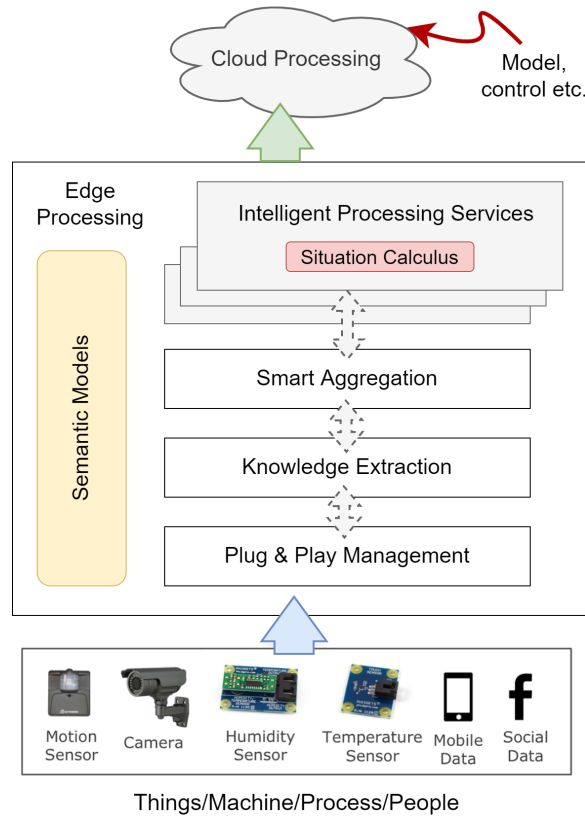 Cloud Processing
Model,
control etc.
Edge
Processing
Intelligent Processing Services
Situation Calculus
Semantic Models
Smart Aggregation
Knowledge Extraction
Plug & Play Management
Motion
Sensor
Camera
Humidity
Sensor
Temperature
Sensor
Mobile
Data
Social
Data
Things/Machine/Process/People